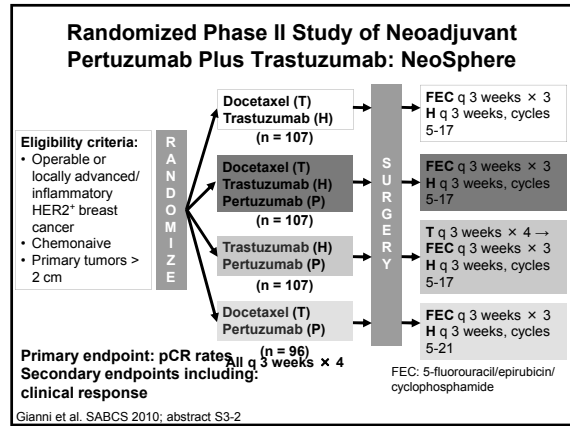 Randomized Phase II Study of Neoadjuvant
Pertuzumab Plus Trastuzumab: NeoSphere
Eligibility criteria:
• Operable or
locally advanced/
inflammatory
HER2⁺ breast
cancer
• Chemonaive
• Primary tumors >
2 cm
RANDOMIZE
Docetaxel (T)
Trastuzumab (H)
(n = 107)
Docetaxel (T)
Trastuzumab (H)
Pertuzumab (P)
(n = 107)
Trastuzumab (H)
Pertuzumab (P)
(n = 107)
Docetaxel (T)
Pertuzumab (P)
(n = 96)
All q 3 weeks × 4
SURGERY
FEC q 3 weeks × 3
H q 3 weeks, cycles
5-17
FEC q 3 weeks × 3
H q 3 weeks, cycles
5-17
T q 3 weeks × 4 →
FEC q 3 weeks × 3
H q 3 weeks, cycles
5-17
FEC q 3 weeks × 3
H q 3 weeks, cycles
5-21
Primary endpoint: pCR rates
Secondary endpoints including:
clinical response
FEC: 5-fluorouracil/epirubicin/
cyclophosphamide
Gianni et al. SABCS 2010; abstract S3-2